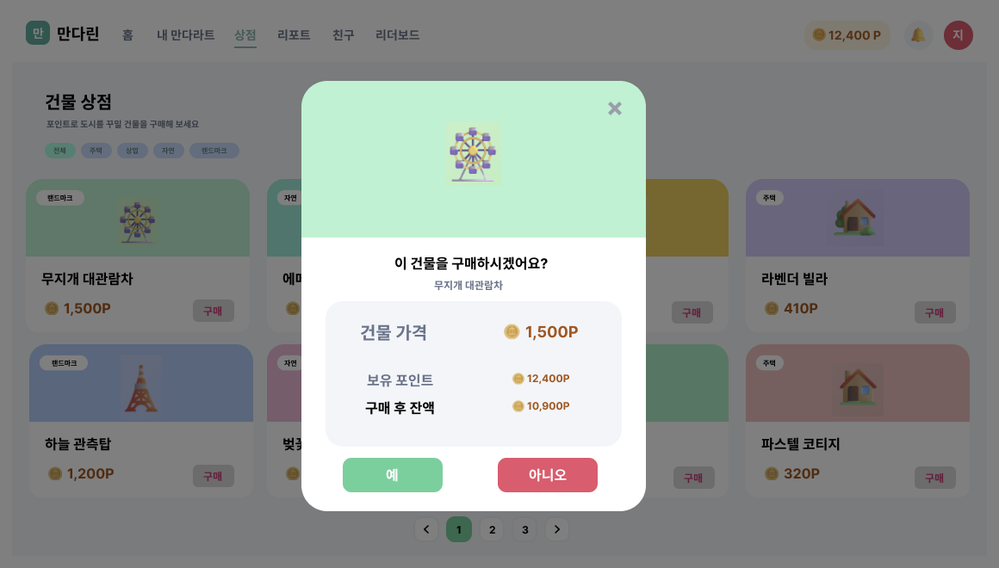 만 만다린 홈 내 만다라트 상점 리포트 친구 리더보드 12,400 P 지
건물 상점
포인트로 도시를 꾸밀 건물을 구매해 보세요
전체 주택 상업 자연 랜드마크
랜드마크 자연 주택
이 건물을 구매하시겠어요?
무지개 대관람차
무지개 대관람차 라벤더 빌라
1,500P 구매 구매 410P 구매
건물 가격 1,500P
보유 포인트 12,400P
구매 후 잔액 10,900P
랜드마크 자연 주택
하늘 관측탑 파스텔 코티지
1,200P 구매 구매 320P 구매
예 아니오
1 2 3